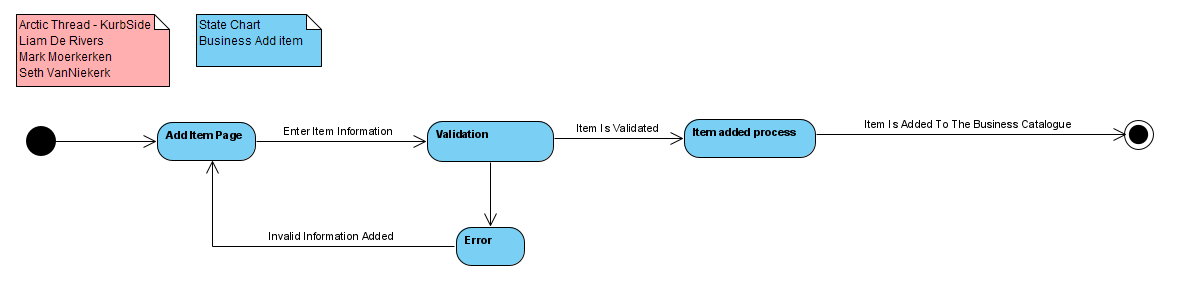 Arctic Thread - KurbSide
Liam De Rivers
Mark Moerkerken
Seth VanNiekerk
State Chart
Business Add item
Add Item Page
Enter Item Information
Validation
Item Is Validated
Item added process
Item Is Added To The Business Catalogue
Invalid Information Added
Error